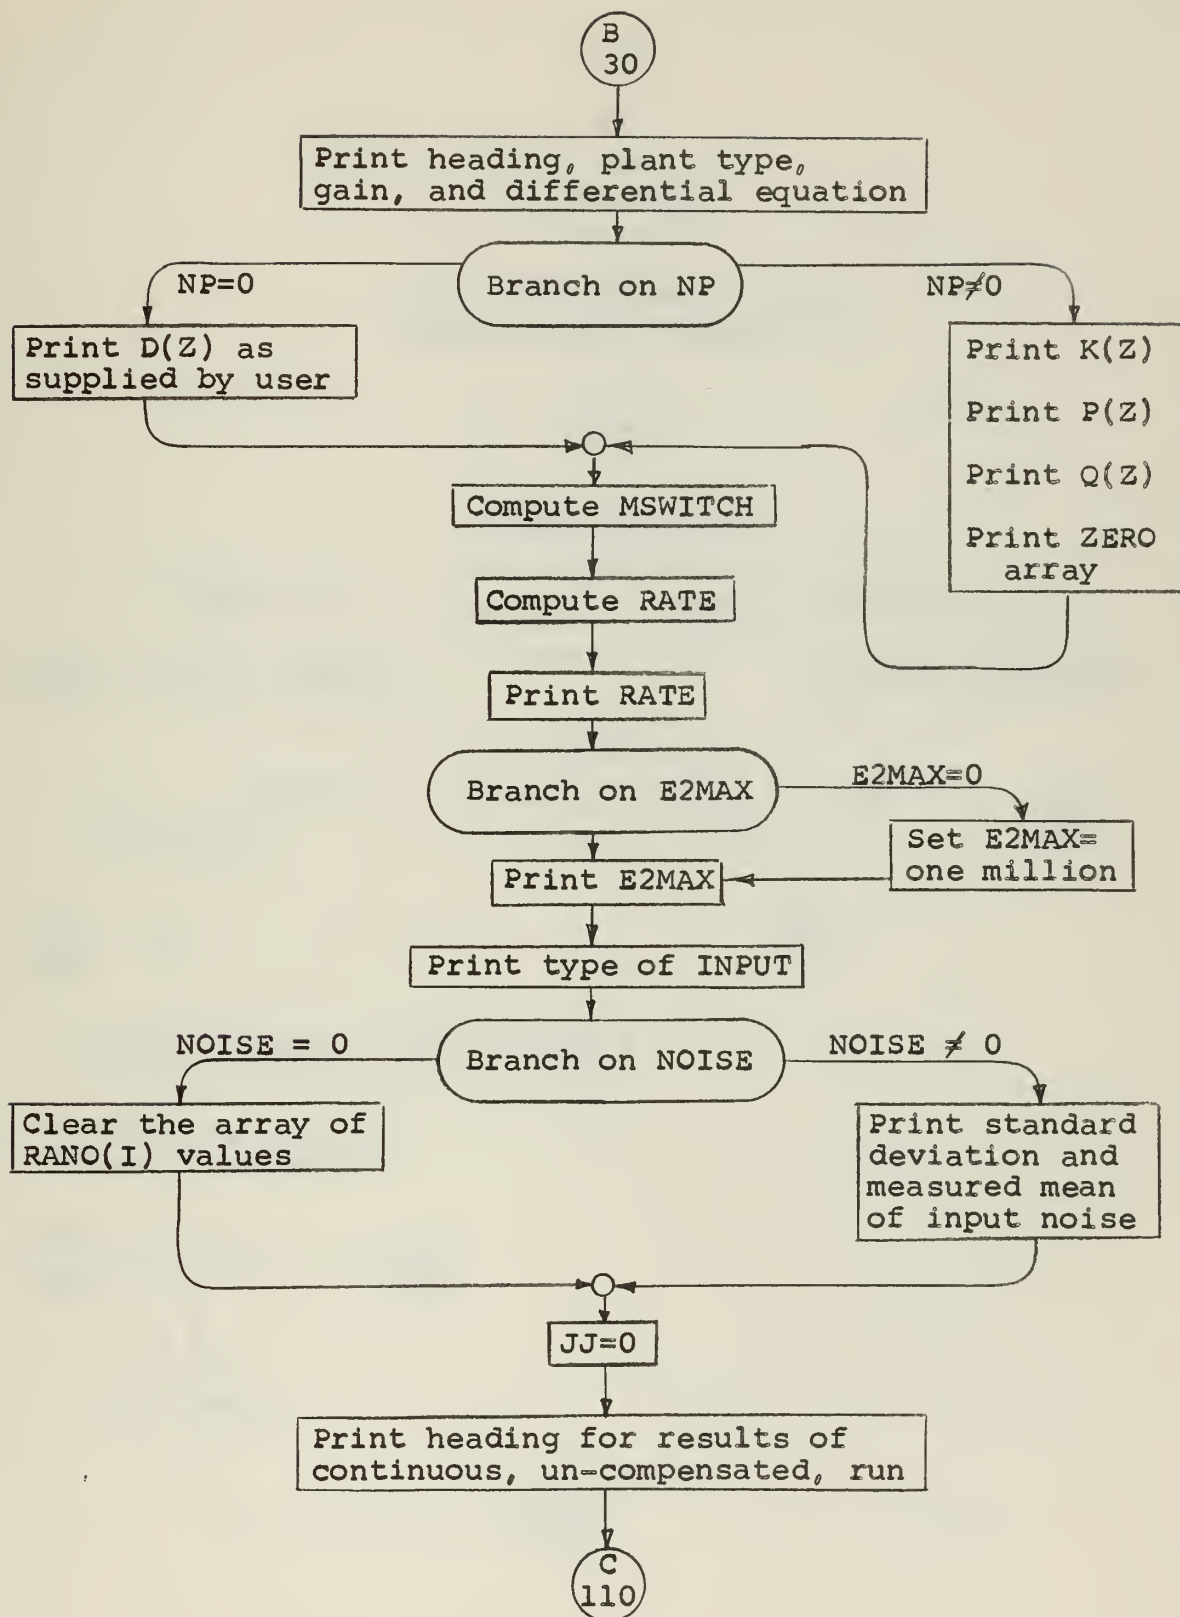 B
30
Print heading, plant type,
gain, and differential equation
Branch on NP
NP=0
NP≠0
Print D(Z) as
supplied by user
Print K(Z)
Print P(Z)
Print Q(Z)
Print ZERO
array
Compute MSWITCH
Compute RATE
Print RATE
Branch on E2MAX
E2MAX=0
Set E2MAX=
one million
Print E2MAX
Print type of INPUT
Branch on NOISE
NOISE = 0
NOISE ≠ 0
Clear the array of
RANO(I) values
Print standard
deviation and
measured mean
of input noise
JJ=0
Print heading for results of
continuous, un-compensated, run
C
110